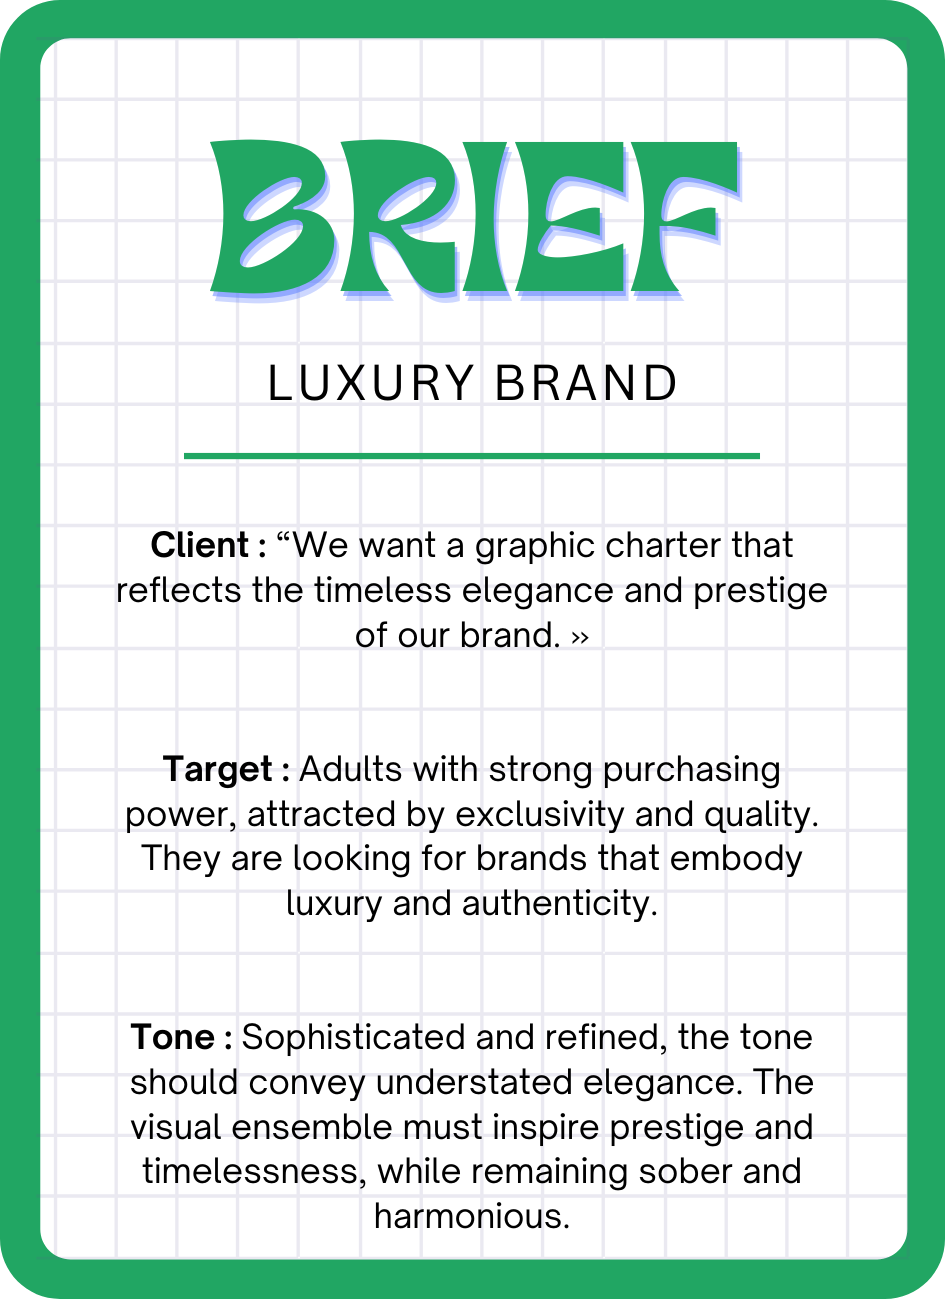 BRIEF
LUXURY BRAND
Client : “We want a graphic charter that
reflects the timeless elegance and prestige
of our brand. »
Target : Adults with strong purchasing
power, attracted by exclusivity and quality.
They are looking for brands that embody
luxury and authenticity.
Tone : Sophisticated and refined, the tone
should convey understated elegance. The
visual ensemble must inspire prestige and
timelessness, while remaining sober and
harmonious.